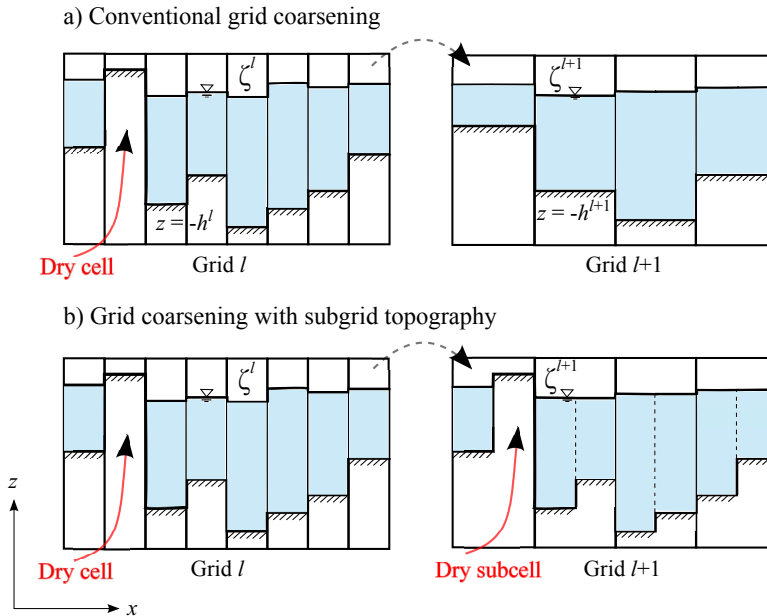 a) Conventional grid coarsening
ζ^l ζ^{l+1}
z = -h^l z = -h^{l+1}
Dry cell
Grid l Grid l+1
b) Grid coarsening with subgrid topography
ζ^l ζ^{l+1}
z
Dry cell Grid l Dry subcell Grid l+1
x